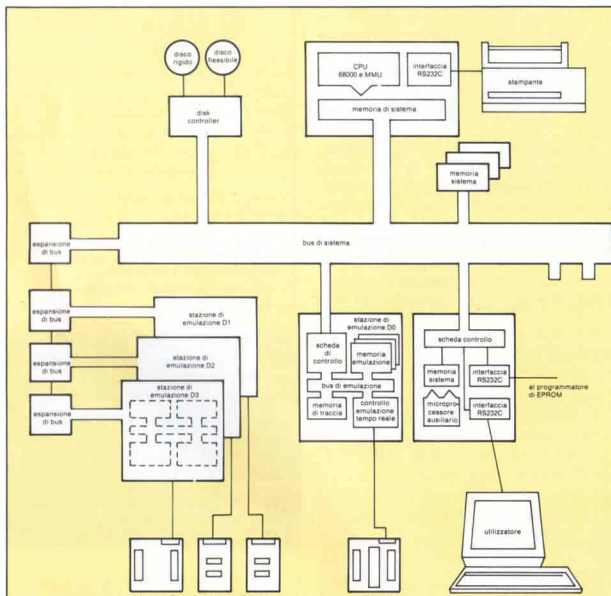 disco
rigido
disco
flessibile
disk
controller
CPU
68000 e MMU
interfaccia
RS232C
memoria di sistema
stampante
memoria
sistema
bus di sistema
espansione
di bus
espansione
di bus
espansione
di bus
espansione
di bus
stazione di
emulazione D1
stazione di
emulazione D2
stazione di
emulazione D3
stazione di
emulazione D0
scheda
di
controllo
memoria
emulazione
bus di emulazione
memoria
di traccia
controllo
emulazione
tempo reale
scheda controllo
memoria
sistema
interfaccia
RS232C
micropro-
cessore
ausiliario
interfaccia
RS232C
al programmatore
di EPROM
utilizzatore